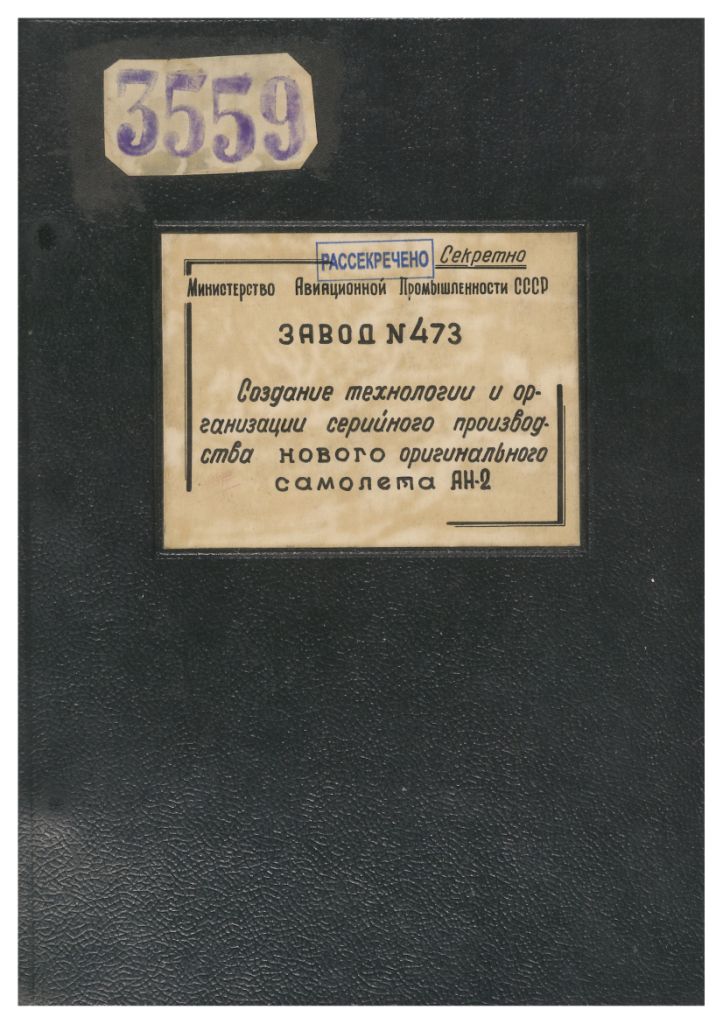 3559
РАССЕКРЕЧЕНО Секретно
Министерство Авиационной Промышленности СССР
ЗАВОД N473
Создание технологии и ор-
ганизации серийного производ-
ства нового оригинального
самолета АН-2